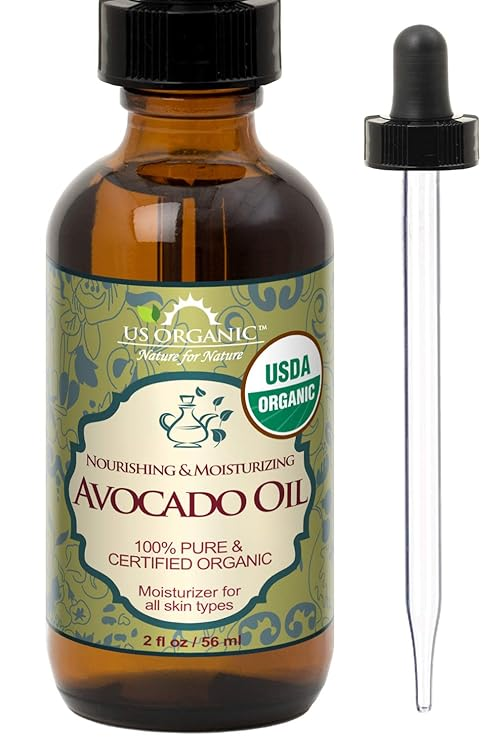 US ORGANIC™
Nature for Nature
USDA
ORGANIC
NOURISHING & MOISTURIZING
AVOCADO OIL
100% PURE &
CERTIFIED ORGANIC
Moisturizer for
all skin types
2 fl oz / 56 ml